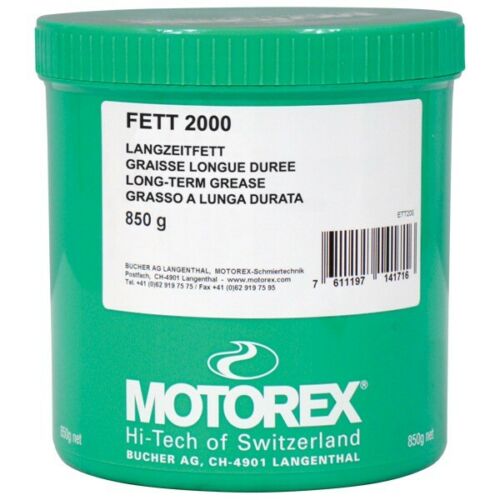 FETT 2000
LANGZEITFETT
GRAISSE LONGUE DUREE
LONG-TERM GREASE
GRASSO A LUNGA DURATA
850 g
ETT200
BUCHER AG LANGENTHAL, MOTOREX-Schmiertechnik
Postfach, CH-4901 Langenthal - www.motorex.com
Tel. +41 (0)62 919 75 75 / Fax +41 (0)62 919 75 95
7 611197 141716
MOTOREX®
Hi-Tech of Switzerland
850g net
BUCHER AG, CH-4901 LANGENTHAL
850g net